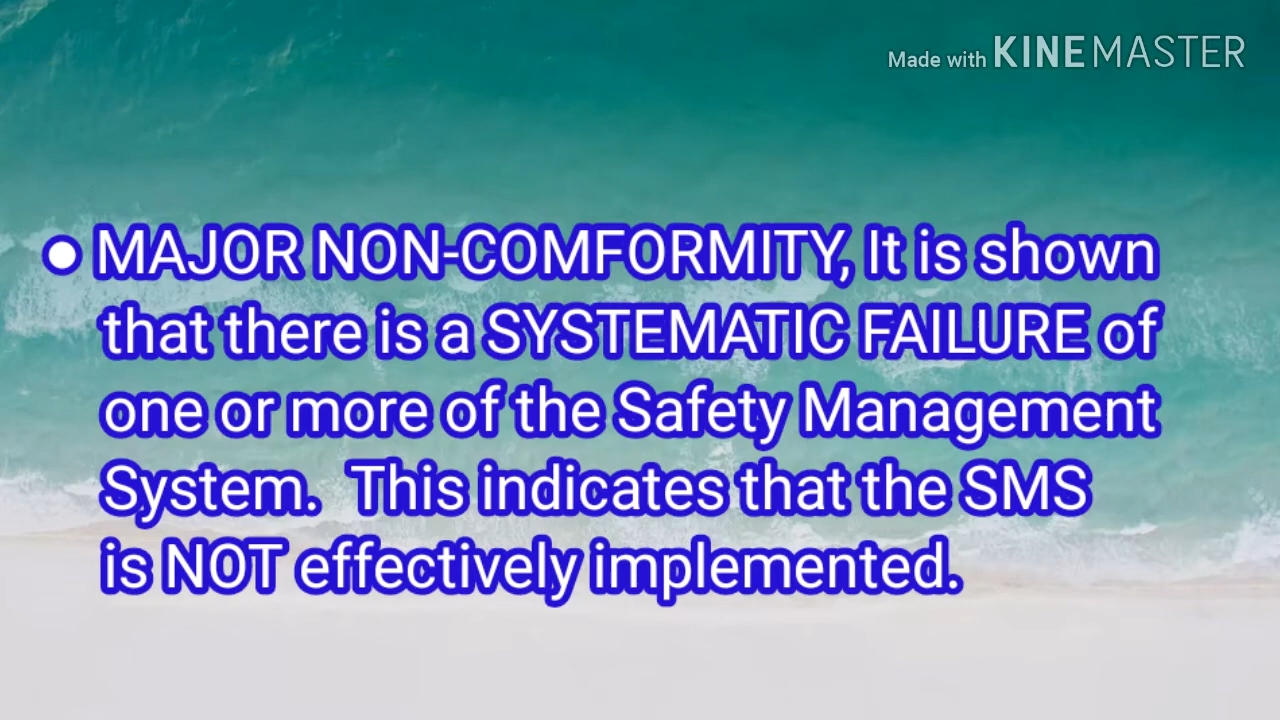 Made with KINEMASTER
● MAJOR NON-COMFORMITY, It is shown
that there is a SYSTEMATIC FAILURE of
one or more of the Safety Management
System. This indicates that the SMS
is NOT effectively implemented.